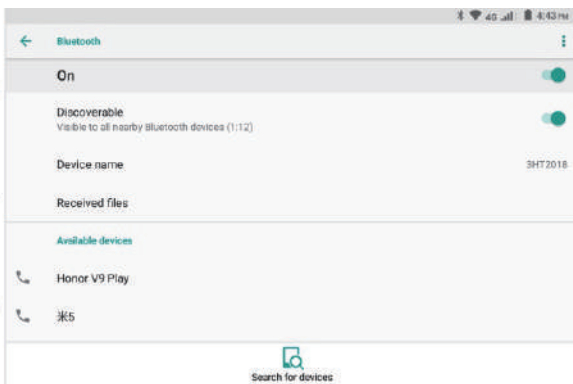 4G 4:43 PM
Bluetooth
On
Discoverable
Visible to all nearby Bluetooth devices (1:12)
Device name 3HT2018
Received files
Available devices
Honor V9 Play
米5
Search for devices